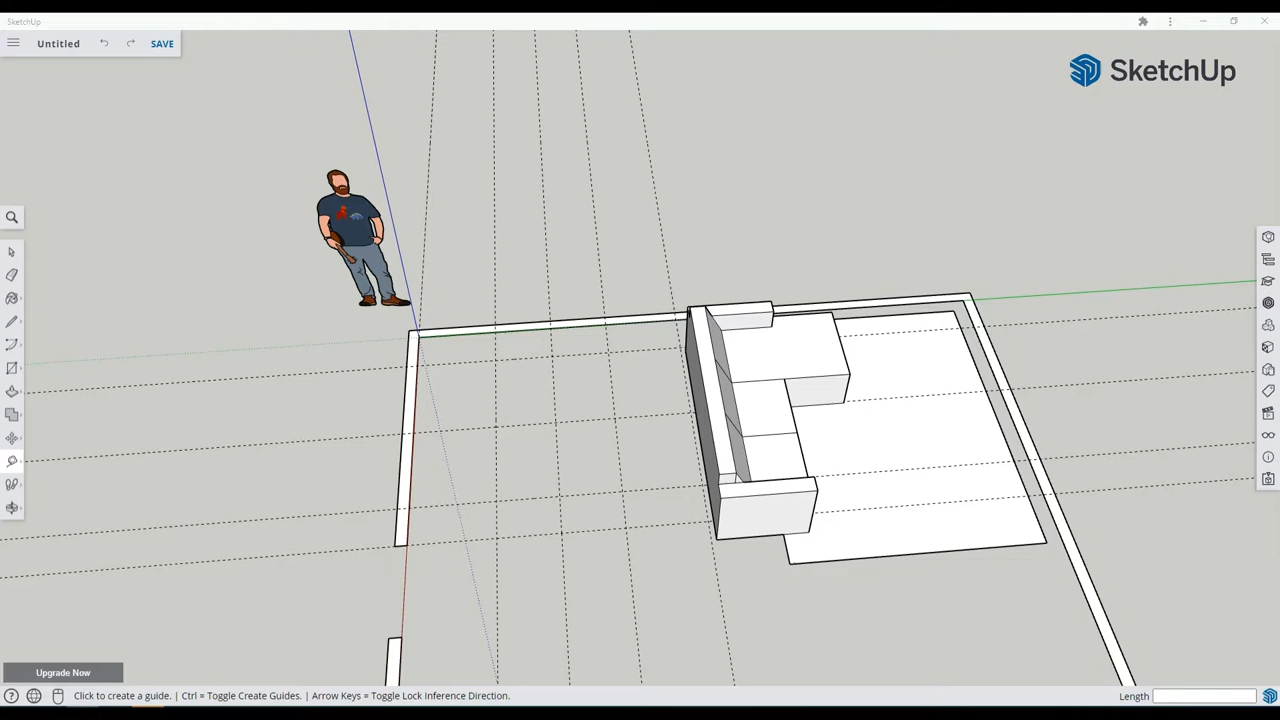 SketchUp
Untitled
SAVE
SketchUp
Upgrade Now
Click to create a guide. | Ctrl = Toggle Create Guides. | Arrow Keys = Toggle Lock Inference Direction.
Length